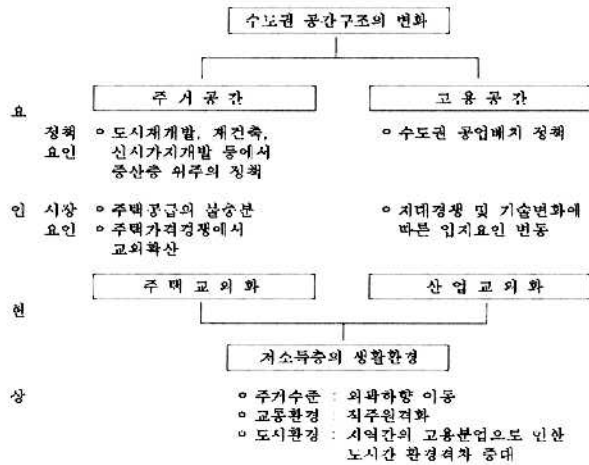 수도권 공간구조의 변화
주거공간 고용공간
요
정책 ㅇ 도시재개발, 재건축, ㅇ 수도권 공업배치 정책
요인 신시가지개발 등에서
중산층 위주의 정책
인 시장 ㅇ 주택공급의 불충분 ㅇ 지대경쟁 및 기술변화에
요인 ㅇ 주택가격경쟁에서 따른 입지요인 변동
교외확산
주택교외화 산업교외화
현
저소득층의 생활환경
상 ㅇ 주거수준 : 외곽하향 이동
ㅇ 교통환경 : 직주원격화
ㅇ 도시환경 : 지역간의 고용분업으로 인한
도시간 환경격차 증대